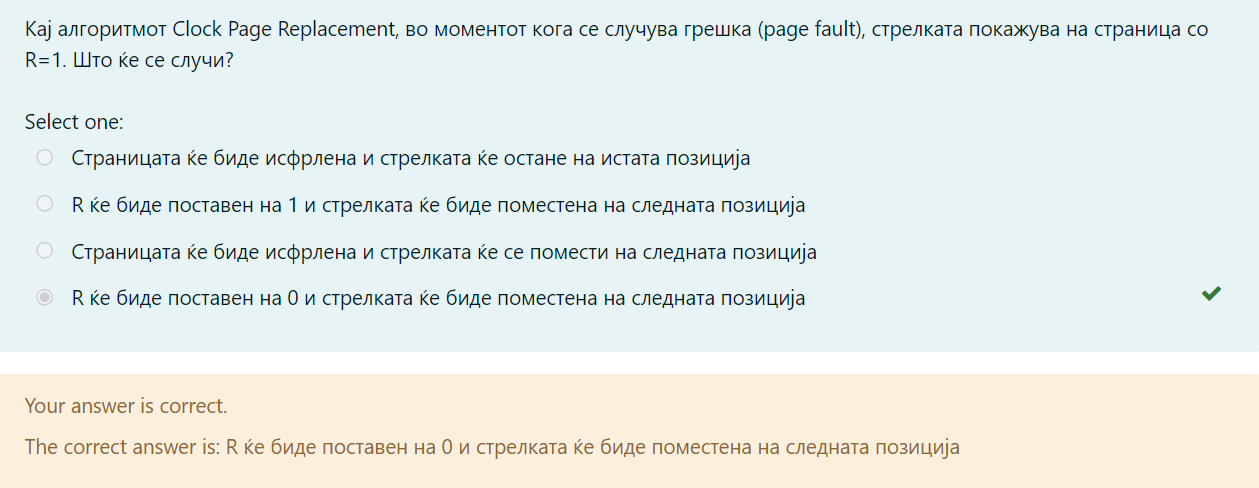 Кај алгоритмот Clock Page Replacement, во моментот кога се случува грешка (page fault), стрелката покажува на страница со
R=1. Што ќе се случи?
Select one:
Страницата ќе биде исфрлена и стрелката ќе остане на истата позиција
R ќе биде поставен на 1 и стрелката ќе биде поместена на следната позиција
Страницата ќе биде исфрлена и стрелката ќе се помести на следната позиција
R ќе биде поставен на 0 и стрелката ќе биде поместена на следната позиција
Your answer is correct.
The correct answer is: R ќе биде поставен на 0 и стрелката ќе биде поместена на следната позиција